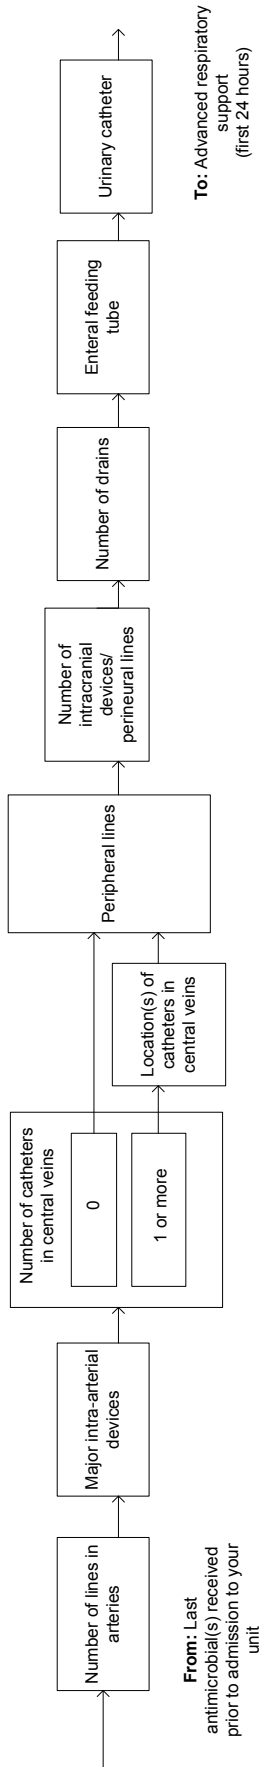 From: Last
antimicrobial(s) received
prior to admission to your
unit
Number of lines in
arteries
Major intra-arterial
devices
Number of catheters
in central veins
0
1 or more
Location(s) of
catheters in
central veins
Peripheral lines
Number of
intracranial
devices/
perineural lines
Number of drains
Enteral feeding
tube
Urinary catheter
To: Advanced respiratory
support
(first 24 hours)